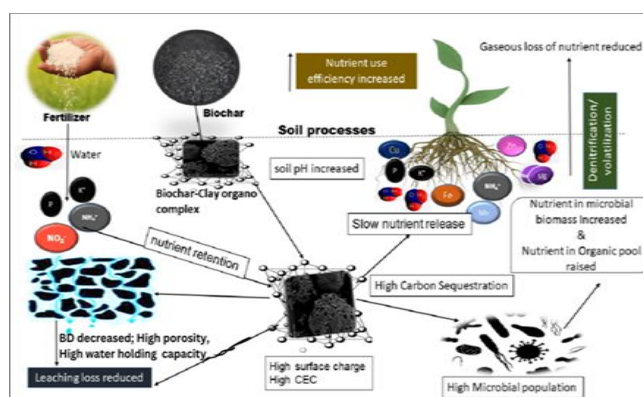 Gaseous loss of nutrient reduced
Nutrient use
efficiency increased
Fertilizer
Biochar
Soil processes
Denitrification/
volatilization
Water
soil pH increased
Biochar-Clay organo
complex
Cu
P
K⁺
Fe
NH₄⁺
Mg
P
K⁺
NH₄⁺
NO₃⁻
Slow nutrient release
Nutrient in microbial
biomass Increased
&
Nutrient in Organic pool
raised
nutrient retention
High Carbon Sequestration
BD decreased; High porosity,
High water holding capacity
Leaching loss reduced
High surface charge
High CEC
High Microbial population